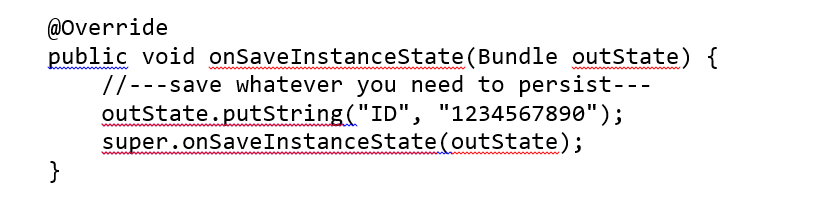 @Override
public void onSaveInstanceState(Bundle outState) {
//---save whatever you need to persist---
outState.putString("ID", "1234567890");
super.onSaveInstanceState(outState);
}